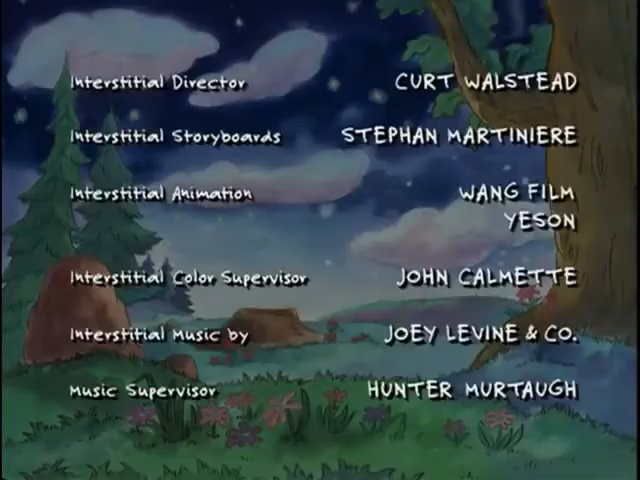 Interstitial Director CURT WALSTEAD
Interstitial Storyboards STEPHAN MARTINIERE
Interstitial Animation WANG FILM
YESON
Interstitial Color Supervisor JOHN CALMETTE
Interstitial Music by JOEY LEVINE & CO.
Music Supervisor HUNTER MURTAUGH